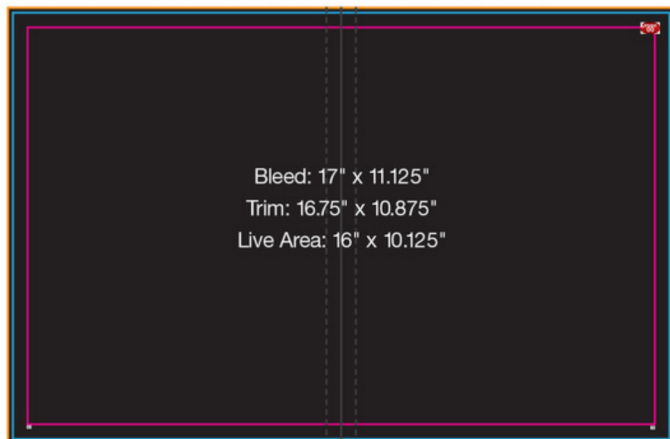 Bleed: 17" x 11.125"
Trim: 16.75" x 10.875"
Live Area: 16" x 10.125"